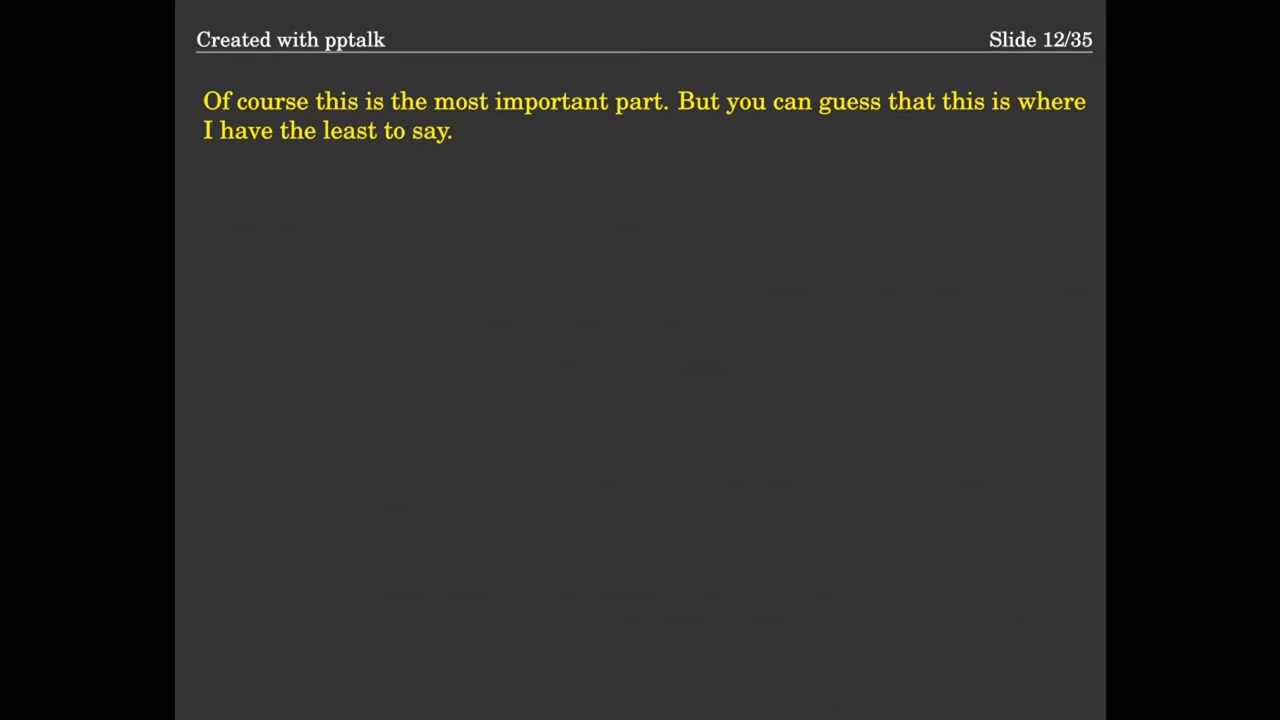 Created with pptalk
Slide 12/35
Of course this is the most important part. But you can guess that this is where
I have the least to say.